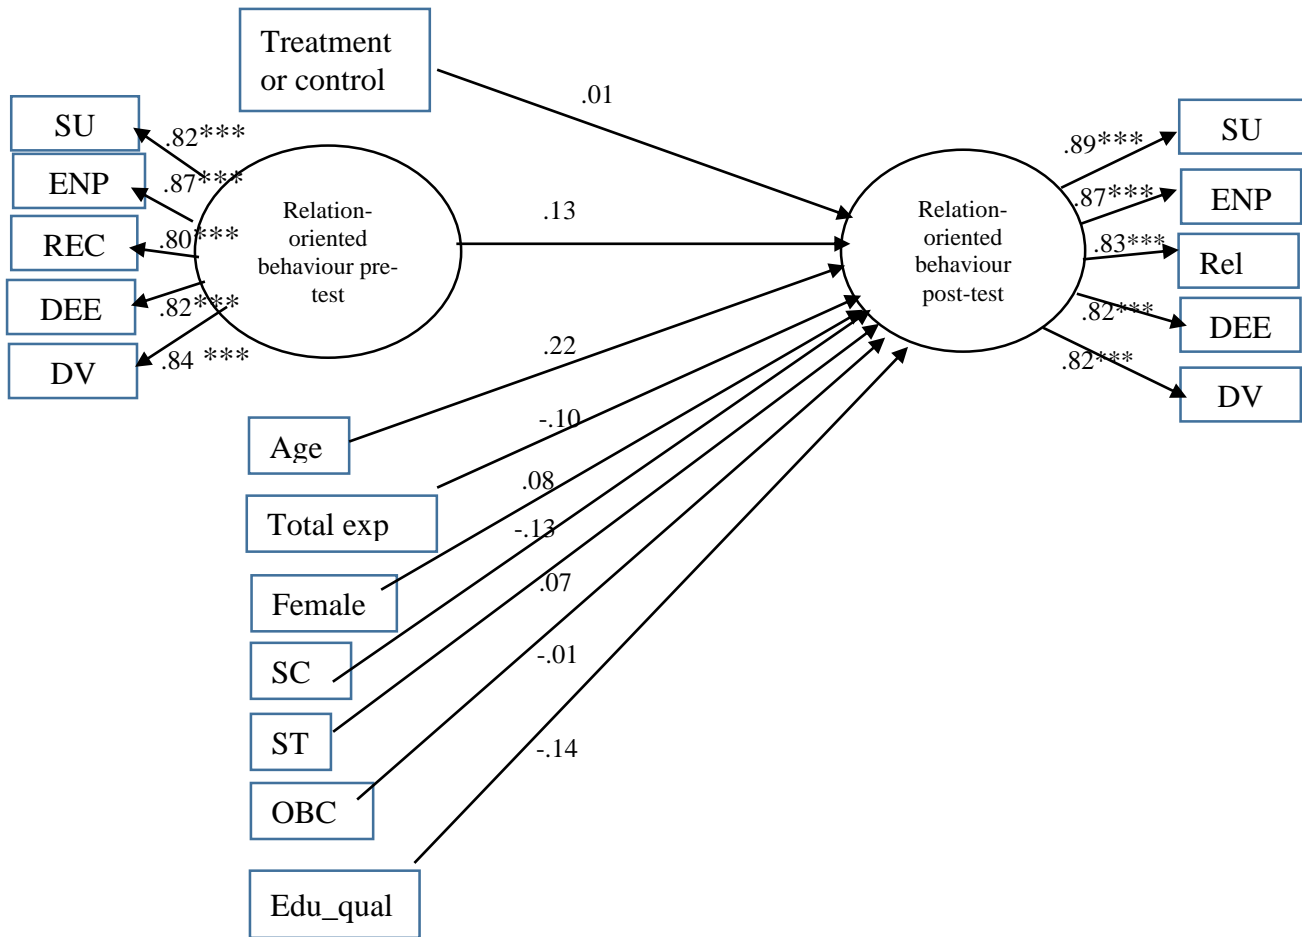 Treatment
or control
.01
SU
.82***
ENP
.87***
REC
.80***
DEE
.82***
DV
.84 ***
Relation-
oriented
behaviour pre-
test
.13
Relation-
oriented
behaviour
post-test
.89***
SU
.87***
ENP
.83***
Rel
.82***
DEE
.82***
DV
.22
Age
-.10
Total exp
.08
Female
-.13
SC
.07
ST
-.01
OBC
-.14
Edu_qual